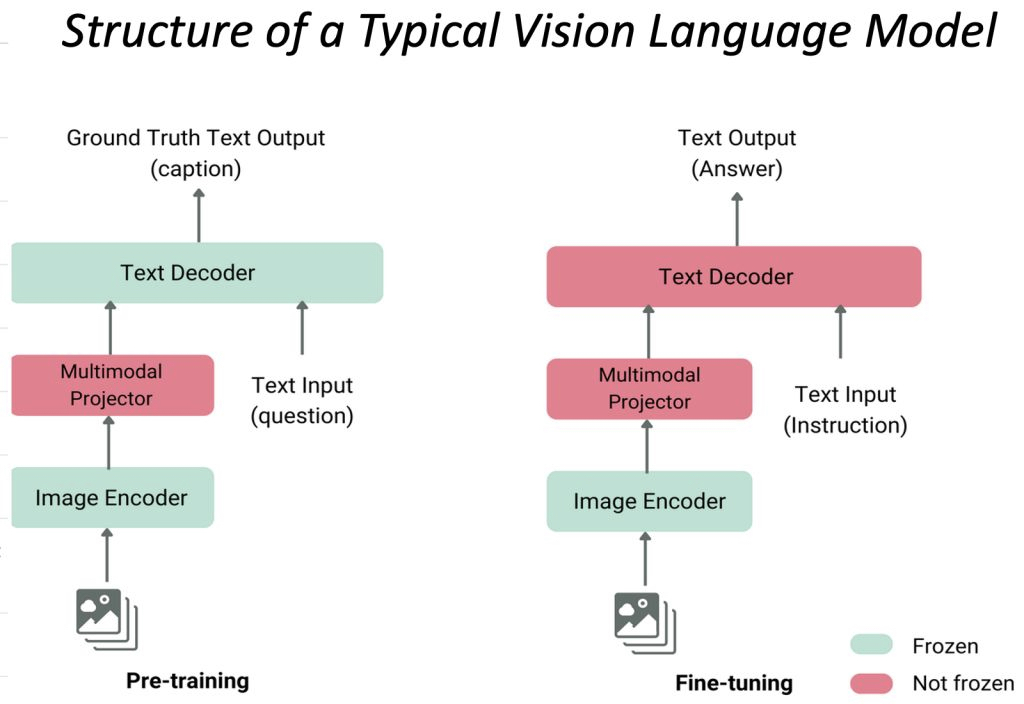 Structure of a Typical Vision Language Model
Ground Truth Text Output
(caption)
Text Decoder
Multimodal
Projector
Text Input
(question)
Image Encoder
Pre-training
Text Output
(Answer)
Text Decoder
Multimodal
Projector
Text Input
(Instruction)
Image Encoder
Fine-tuning
Frozen
Not frozen